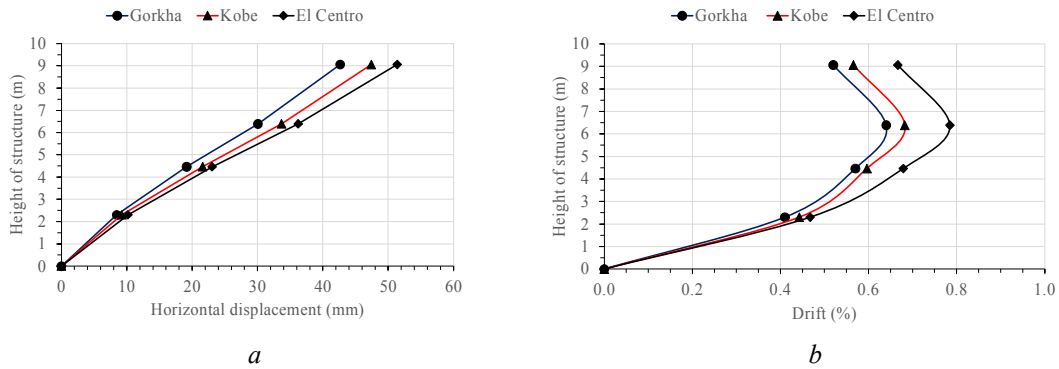 Gorkha Kobe El Centro
10
9
8
7
6
5
4
3
2
1
0
Height of structure (m)
0 10 20 30 40 50 60
Horizontal displacement (mm)
a
Gorkha Kobe El Centro
10
9
8
7
6
5
4
3
2
1
0
Height of structure (m)
0.0 0.2 0.4 0.6 0.8 1.0
Drift (%)
b